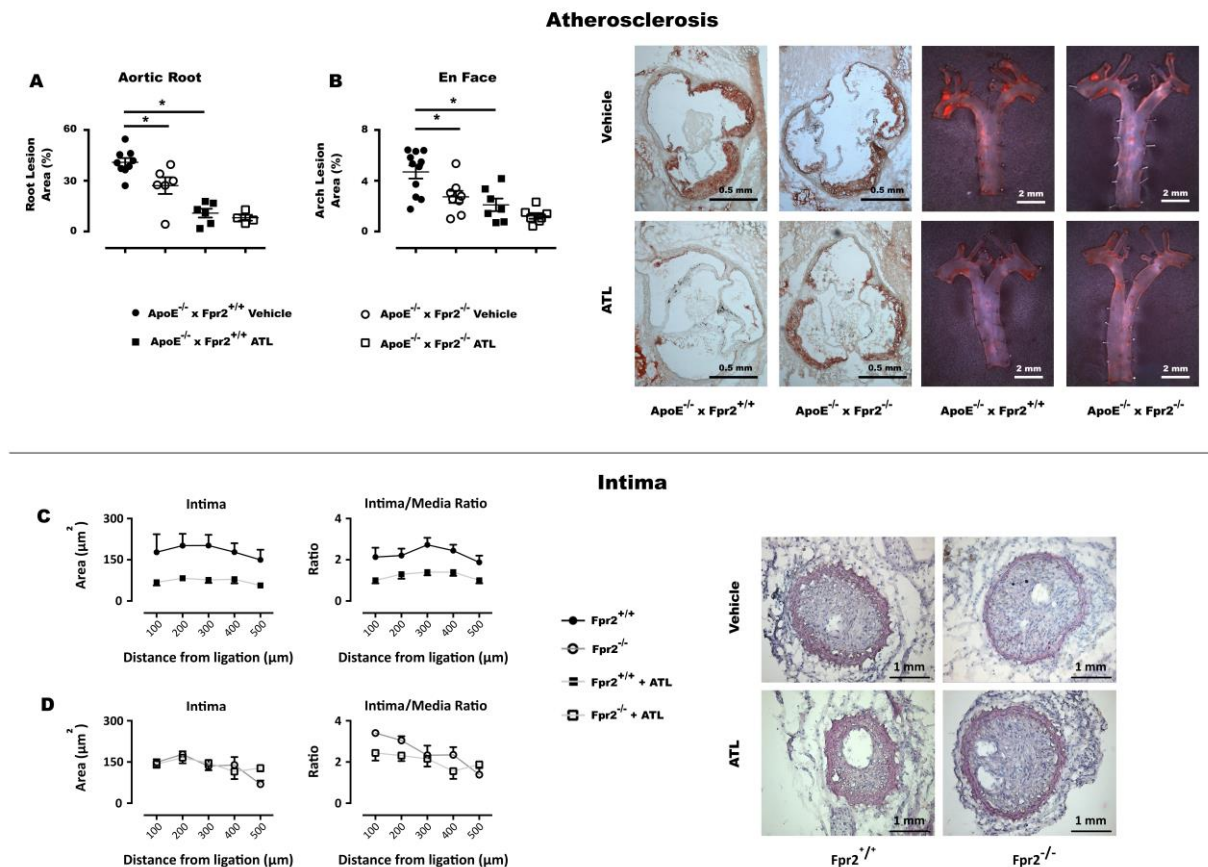 Atherosclerosis
A
Aortic Root
Root Lesion
Area (%)
60
30
0
*
*
B
En Face
Arch Lesion
Area (%)
8
4
0
*
*
ApoE-/- x Fpr2+/+ Vehicle
ApoE-/- x Fpr2-/- Vehicle
ApoE-/- x Fpr2+/+ ATL
ApoE-/- x Fpr2-/- ATL
Vehicle
0.5 mm
0.5 mm
2 mm
2 mm
ATL
0.5 mm
0.5 mm
2 mm
2 mm
ApoE-/- x Fpr2+/+
ApoE-/- x Fpr2-/-
ApoE-/- x Fpr2+/+
ApoE-/- x Fpr2-/-
Intima
C
Intima
Area (µm2)
300
150
0
100
200
300
400
500
Distance from ligation (µm)
Intima/Media Ratio
Ratio
4
2
0
100
200
300
400
500
Distance from ligation (µm)
D
Intima
Area (µm2)
300
150
0
100
200
300
400
500
Distance from ligation (µm)
Intima/Media Ratio
Ratio
4
2
0
100
200
300
400
500
Distance from ligation (µm)
Fpr2+/+
Fpr2-/-
Fpr2+/+ + ATL
Fpr2-/- + ATL
Vehicle
1 mm
1 mm
ATL
1 mm
1 mm
Fpr2+/+
Fpr2-/-